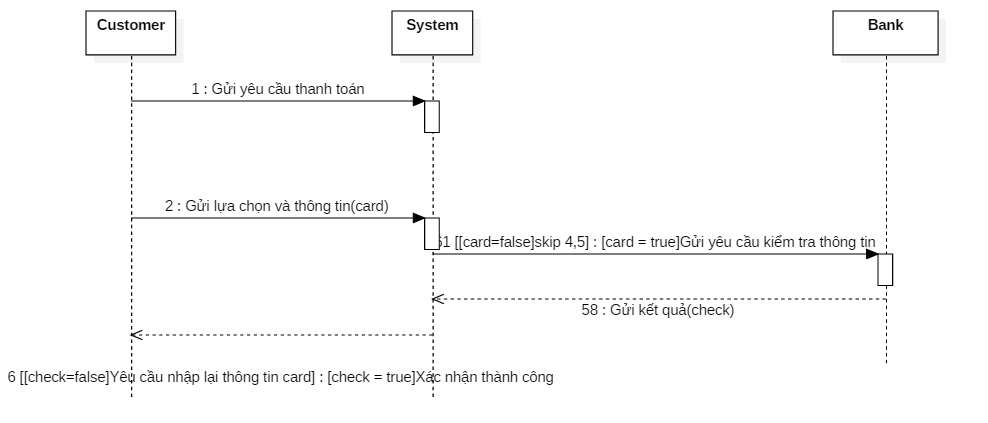 Customer
System
Bank
1 : Gửi yêu cầu thanh toán
2 : Gửi lựa chọn và thông tin(card)
[[card=false]skip 4,5] : [card = true]Gửi yêu cầu kiểm tra thông tin
58 : Gửi kết quả(check)
6 [[check=false]Yêu cầu nhập lại thông tin card] : [check = true]Xác nhận thành công